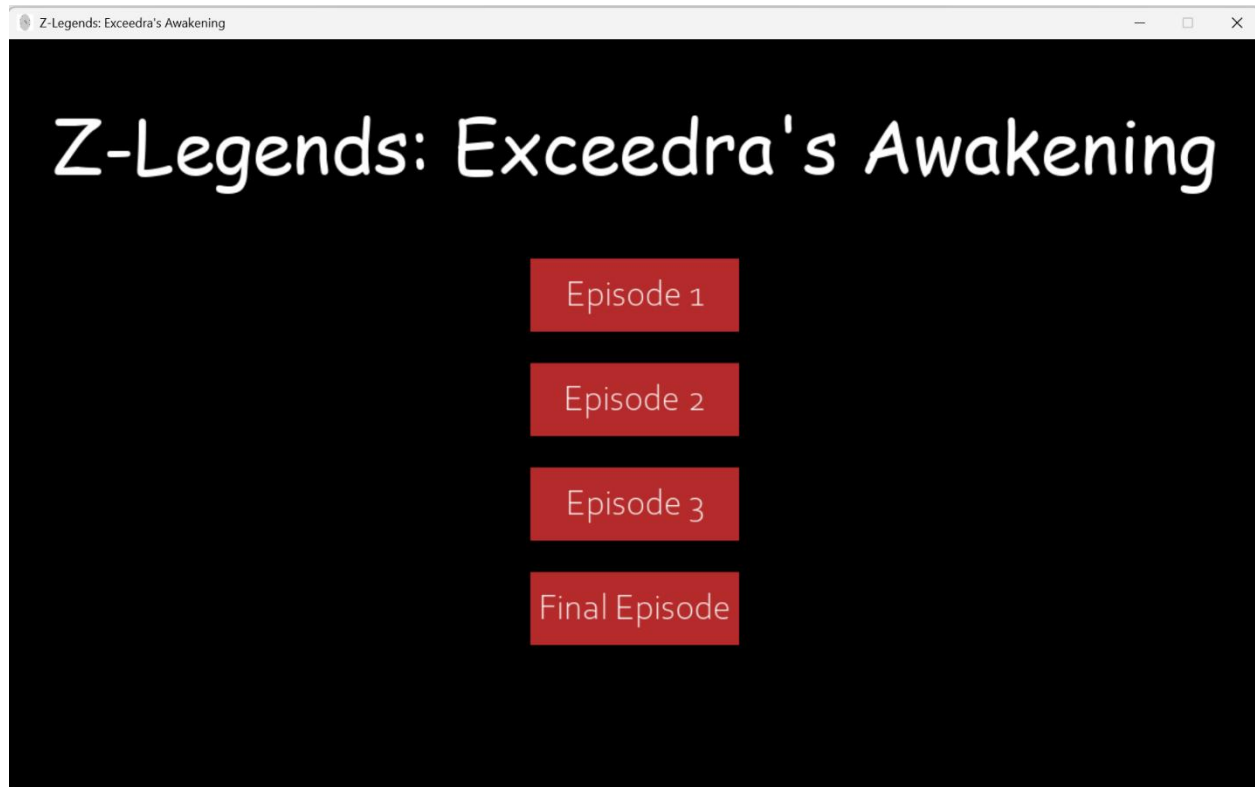 Z-Legends: Exceedra's Awakening
Z-Legends: Exceedra's Awakening
Episode 1
Episode 2
Episode 3
Final Episode